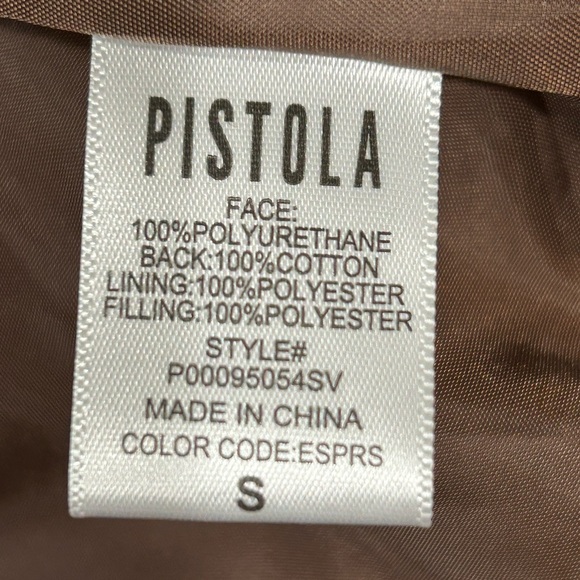 PISTOLA
FACE:
100%POLYURETHANE
BACK:100%COTTON
LINING:100%POLYESTER
FILLING:100%POLYESTER
STYLE#
P00095054SV
MADE IN CHINA
COLOR CODE:ESPRS
S